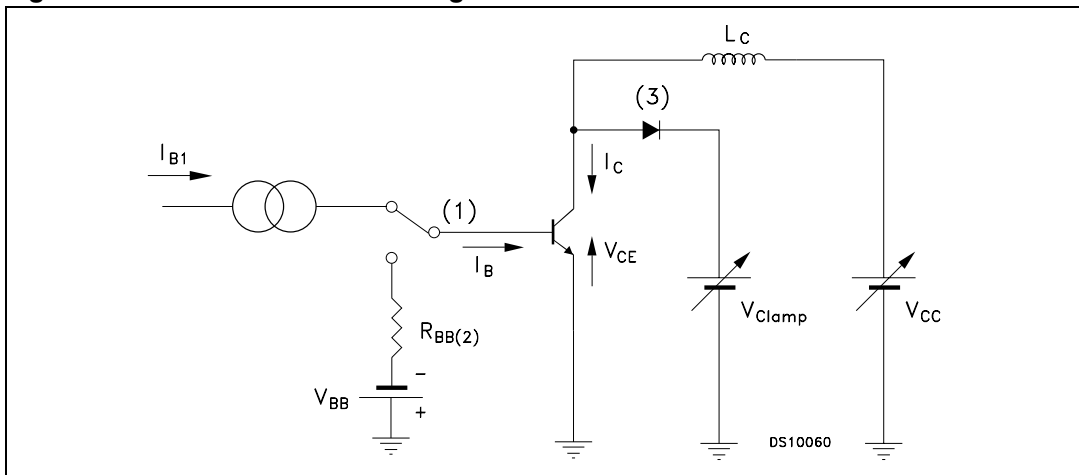 L_C
(3)
I_B1
I_C
(1)
I_B
V_CE
R_BB(2)
V_Clamp
V_CC
V_BB
-
+
DS10060